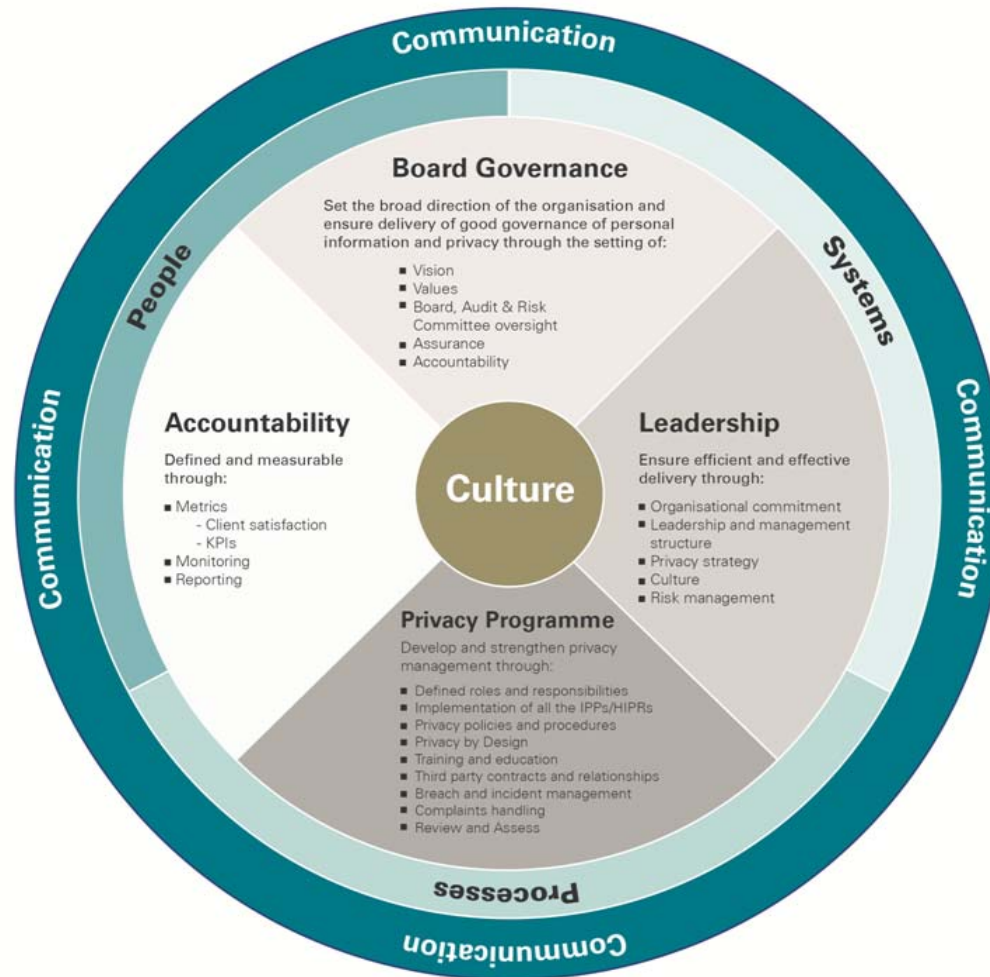 Communication
Board Governance
Set the broad direction of the organisation and
ensure delivery of good governance of personal
information and privacy through the setting of:
■ Vision
■ Values
■ Board, Audit & Risk
Committee oversight
■ Assurance
■ Accountability
People
Systems
Communication
Accountability
Defined and measurable
through:
■ Metrics
- Client satisfaction
- KPIs
■ Monitoring
■ Reporting
Culture
Leadership
Ensure efficient and effective
delivery through:
■ Organisational commitment
■ Leadership and management
structure
■ Privacy strategy
■ Culture
■ Risk management
Communication
Privacy Programme
Develop and strengthen privacy
management through:
■ Defined roles and responsibilities
■ Implementation of all the IPPs/HIPRs
■ Privacy policies and procedures
■ Privacy by Design
■ Training and education
■ Third party contracts and relationships
■ Breach and incident management
■ Complaints handling
■ Review and Assess
Processes
Communication